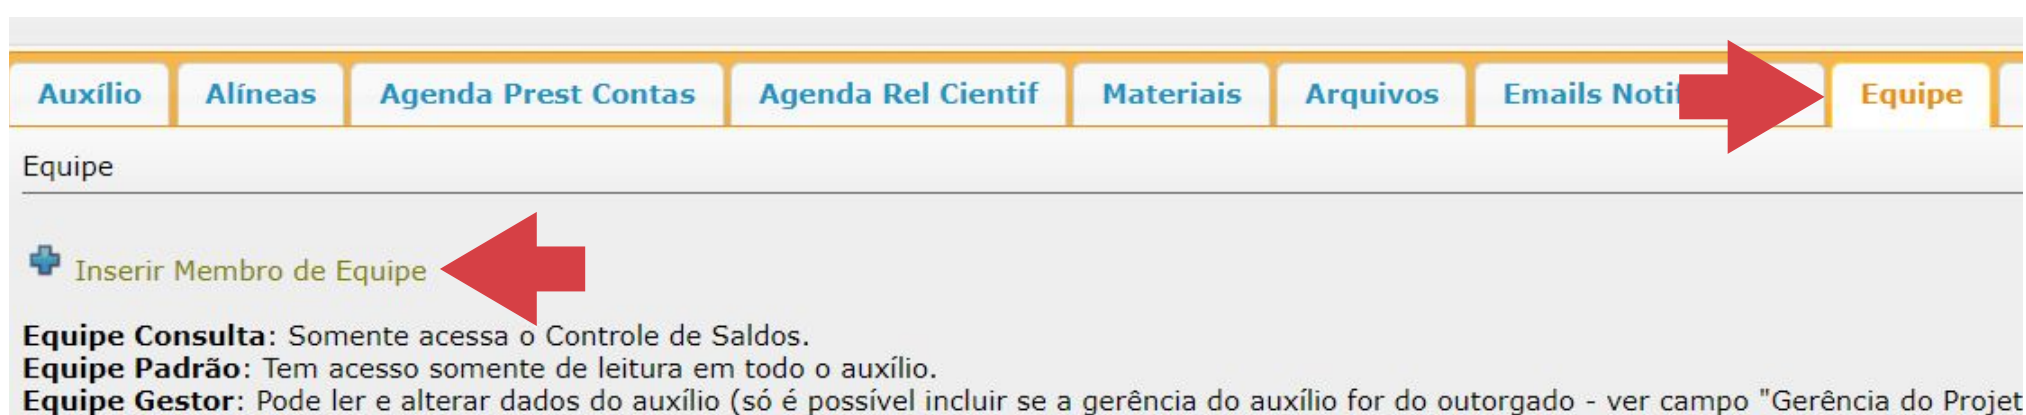 Auxílio Alíneas Agenda Prest Contas Agenda Rel Cientif Materiais Arquivos Emails Equipe
Equipe
Inserir Membro de Equipe
Equipe Consulta: Somente acessa o Controle de Saldos.
Equipe Padrão: Tem acesso somente de leitura em todo o auxílio.
Equipe Gestor: Pode ler e alterar dados do auxílio (só é possível incluir se a gerência do auxílio for do outorgado - ver campo "Gerência do Projet